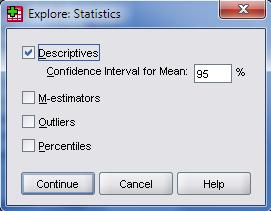 Explore: Statistics
Descriptives
Confidence Interval for Mean: 95 %
M-estimators
Outliers
Percentiles
Continue Cancel Help